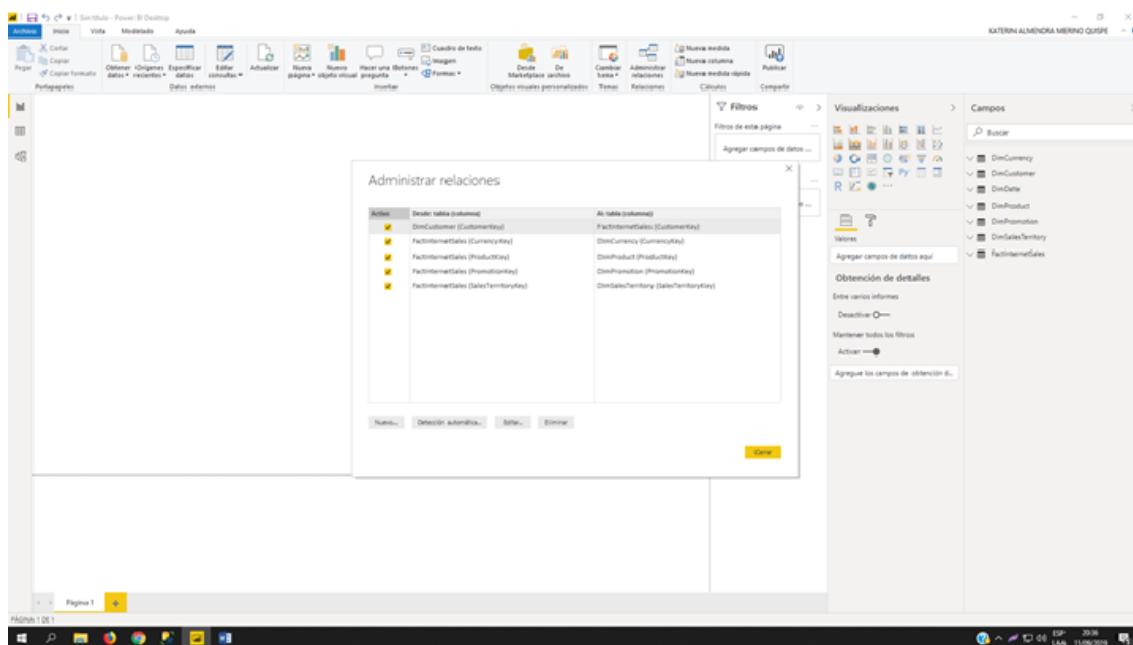 Sin título - Power BI Desktop
KATERIN ALMENDRA MERINO QUISPE
Archivo Inicio Vista Modelado Ayuda
Pegar
Cortar
Copiar
Copiar formato
Portapapeles
Obtener datos
Orígenes recientes
Especificar datos
Editar consultas
Datos externos
Actualizar
Nueva página
Nuevo objeto visual
Hacer una pregunta
Botones
Cuadro de texto
Imagen
Formas
Insertar
Desde Marketplace
De archivo
Objetos visuales personalizados
Cambiar tema
Temas
Administrar relaciones
Relaciones
Nueva medida
Nueva columna
Nueva medida rápida
Cálculos
Publicar
Compartir
Filtros
Filtros de esta página
Agregar campos de datos ...
Visualizaciones
Valores
Agregar campos de datos aquí
Obtención de detalles
Entre varios informes
Desactivar
Mantener todos los filtros
Activar
Agregue los campos de obtención d...
Campos
Buscar
DimCurrency
DimCustomer
DimDate
DimProduct
DimPromotion
DimSalesTerritory
FactInternetSales
Administrar relaciones
Activo Desde: tabla (columna) Al: tabla (columna))
DimCustomer (CustomerKey) FactInternetSales (CustomerKey)
FactInternetSales (CurrencyKey) DimCurrency (CurrencyKey)
FactInternetSales (ProductKey) DimProduct (ProductKey)
FactInternetSales (PromotionKey) DimPromotion (PromotionKey)
FactInternetSales (SalesTerritoryKey) DimSalesTerritory (SalesTerritoryKey)
Nuevo... Detección automática... Editar... Eliminar
Cerrar
Página 1
PÁGINA 1 DE 1
ESP 20:36
LAA 11/09/2019